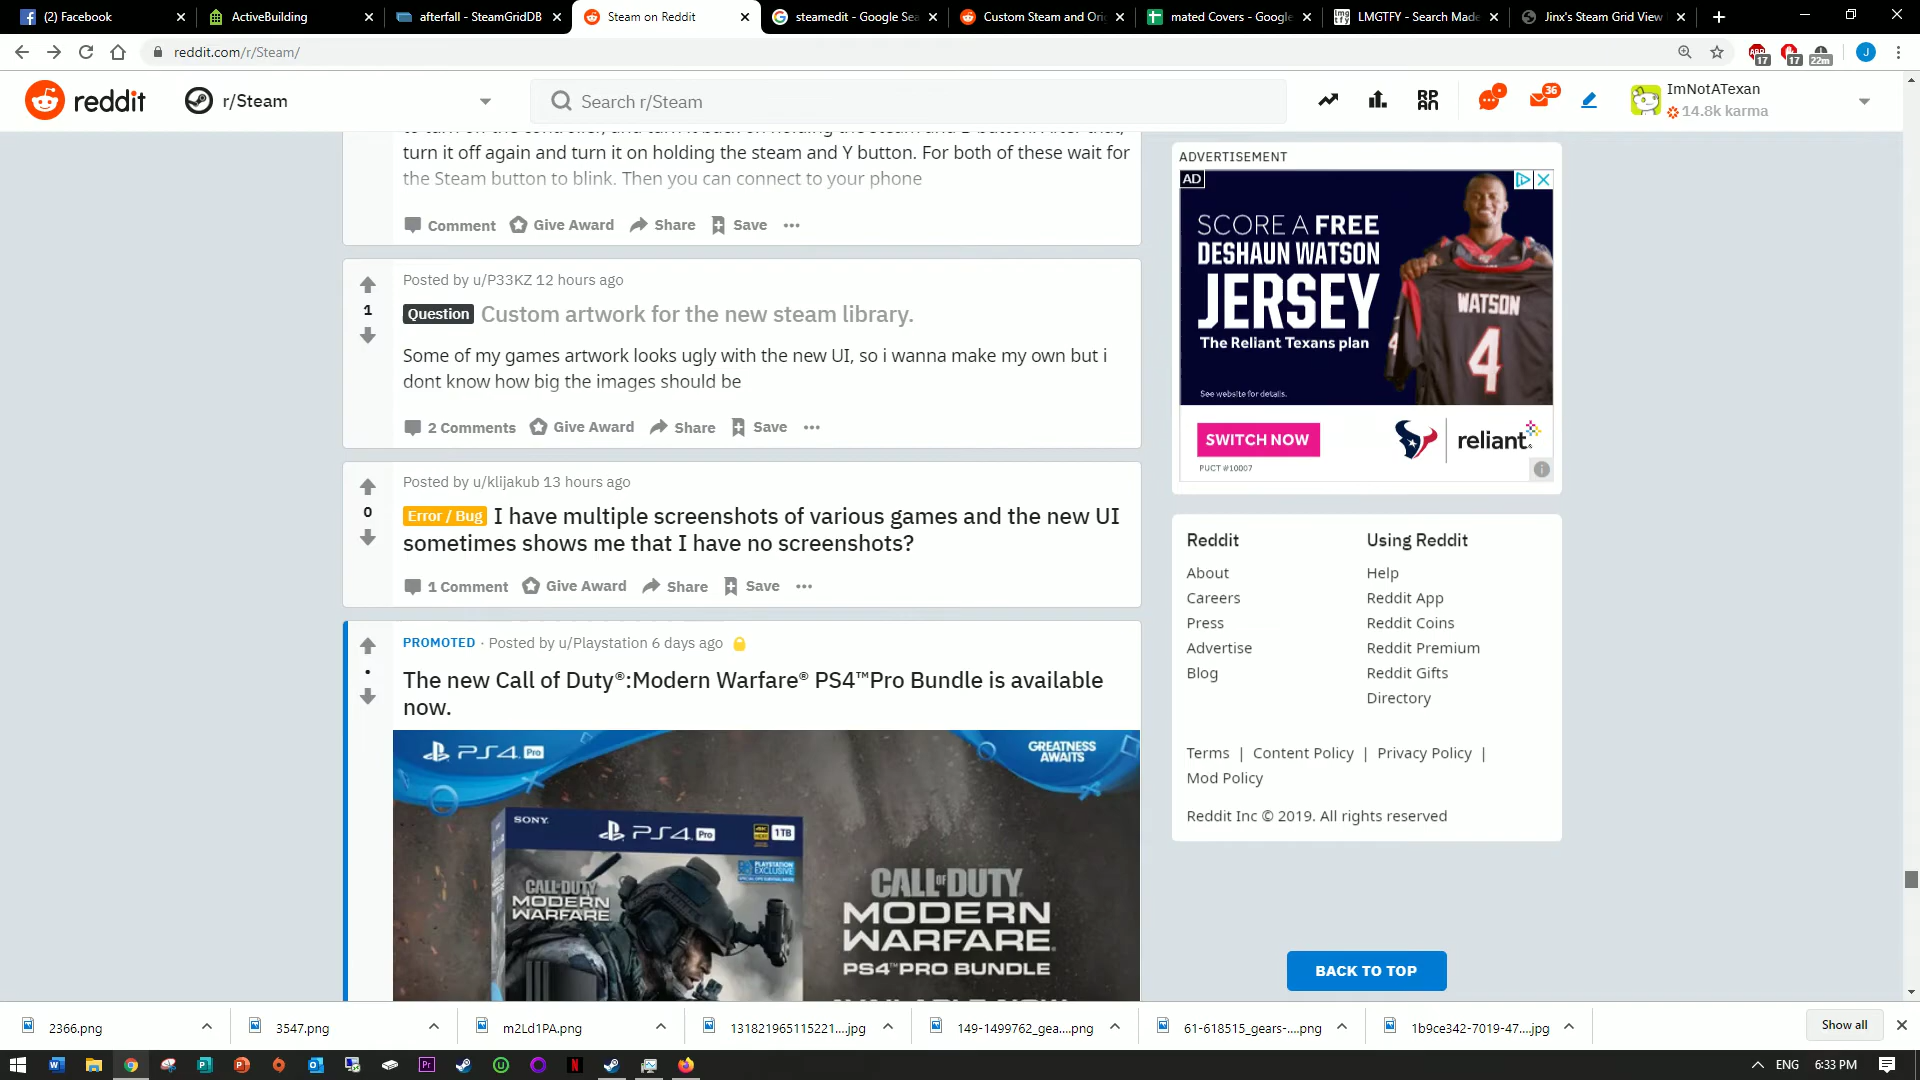 (2) Facebook
ActiveBuilding
afterfall - SteamGridDB
Steam on Reddit
steamedit - Google Sea
Custom Steam and Ori
mated Covers - Google
LMGTFY - Search Made
Jinx's Steam Grid View
reddit.com/r/Steam/
17
17
22m
J
reddit
r/Steam
Search r/Steam
36
ImNotATexan
14.8k karma
turn it off again and turn it on holding the steam and Y button. For both of these wait for
the Steam button to blink. Then you can connect to your phone
Comment
Give Award
Share
Save
Posted by u/P33KZ 12 hours ago
1
Question
Custom artwork for the new steam library.
Some of my games artwork looks ugly with the new UI, so i wanna make my own but i
dont know how big the images should be
2 Comments
Give Award
Share
Save
Posted by u/klijakub 13 hours ago
0
Error / Bug
I have multiple screenshots of various games and the new UI
sometimes shows me that I have no screenshots?
1 Comment
Give Award
Share
Save
PROMOTED · Posted by u/Playstation 6 days ago
The new Call of Duty®:Modern Warfare® PS4™Pro Bundle is available
now.
PS4 Pro
GREATNESS
AWAITS
SONY
PS4 Pro
4K
HDR
1TB
PLAYSTATION
EXCLUSIVE
CALL OF DUTY
MODERN
WARFARE
CALL OF DUTY
MODERN
WARFARE
PS4™PRO BUNDLE
ADVERTISEMENT
AD
SCORE A FREE
DESHAUN WATSON
JERSEY
The Reliant Texans plan
WATSON
4
See website for details.
SWITCH NOW
PUCT #10007
reliant
Reddit
Using Reddit
About
Help
Careers
Reddit App
Press
Reddit Coins
Advertise
Reddit Premium
Blog
Reddit Gifts
Directory
Terms | Content Policy | Privacy Policy |
Mod Policy
Reddit Inc © 2019. All rights reserved
BACK TO TOP
2366.png
3547.png
m2Ld1PA.png
131821965115221....jpg
149-1499762_gea....png
61-618515_gears-....png
1b9ce342-7019-47....jpg
Show all
ENG
6:33 PM